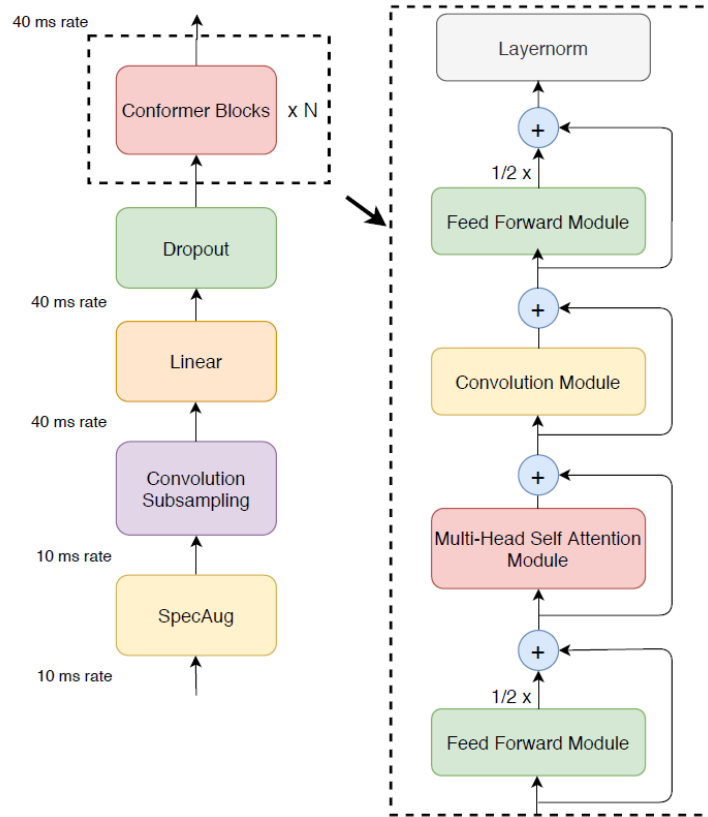 40 ms rate
Conformer Blocks
x N
Dropout
40 ms rate
Linear
40 ms rate
Convolution
Subsampling
10 ms rate
SpecAug
10 ms rate
Layernorm
+
1/2 x
Feed Forward Module
+
Convolution Module
+
Multi-Head Self Attention
Module
+
1/2 x
Feed Forward Module